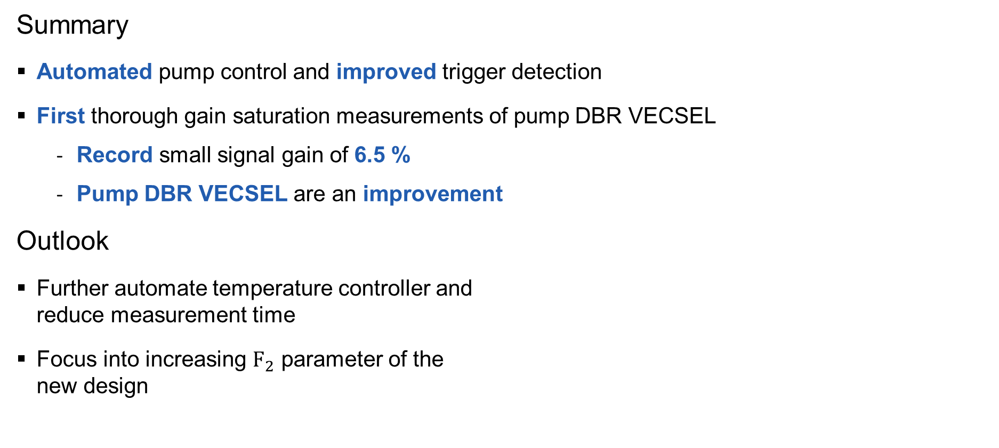 Summary
▪ Automated pump control and improved trigger detection
▪ First thorough gain saturation measurements of pump DBR VECSEL
- Record small signal gain of 6.5 %
- Pump DBR VECSEL are an improvement
Outlook
▪ Further automate temperature controller and
reduce measurement time
▪ Focus into increasing F₂ parameter of the
new design